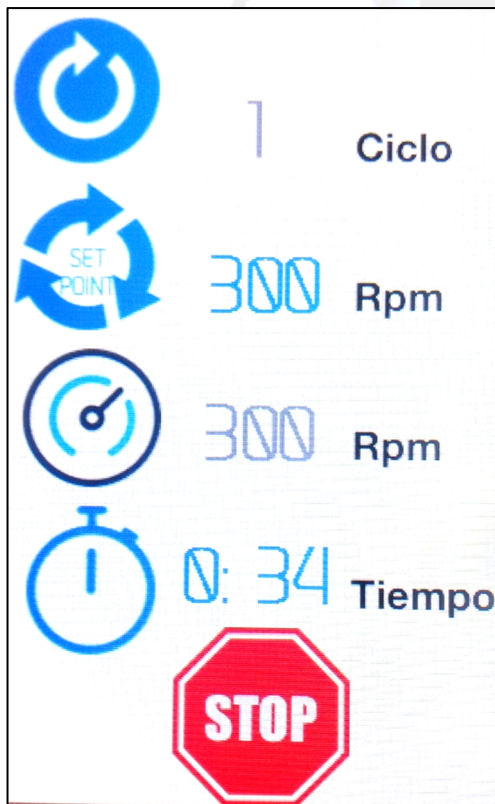 1 Ciclo
SET
POINT
300 Rpm
300 Rpm
0: 34 Tiempo
STOP